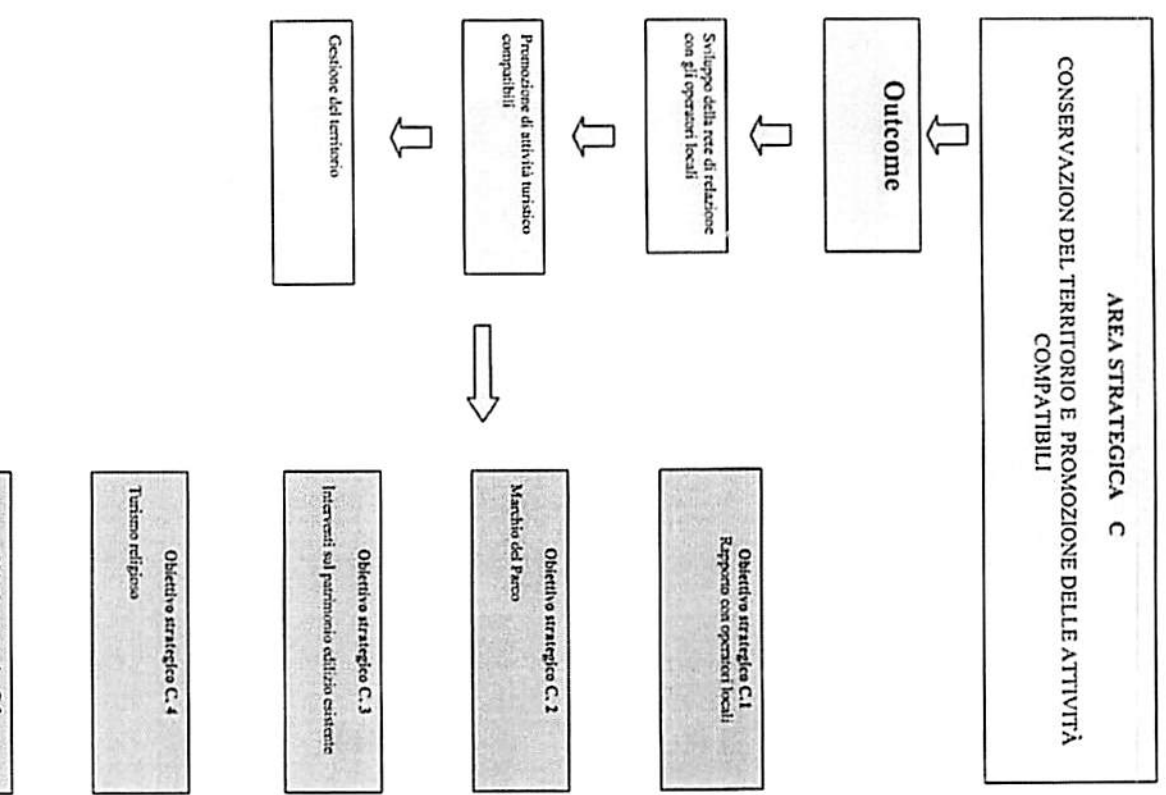 AREA STRATEGICA C
CONSERVAZION DEL TERRITORIO E PROMOZIONE DELLE ATTIVITÀ
COMPATIBILI
Outcome
Sviluppo della rete di relazione
con gli operatori locali
Promozione di attività turistico
compatibili
Gestione del territorio
Obiettivo strategico C.1
Rapporto con operatori locali
Obiettivo strategico C. 2
Marchio del Parco
Obiettivo strategico C. 3
Interventi sul patrimonio edilizio esistente
Obiettivo strategico C. 4
Turismo religioso